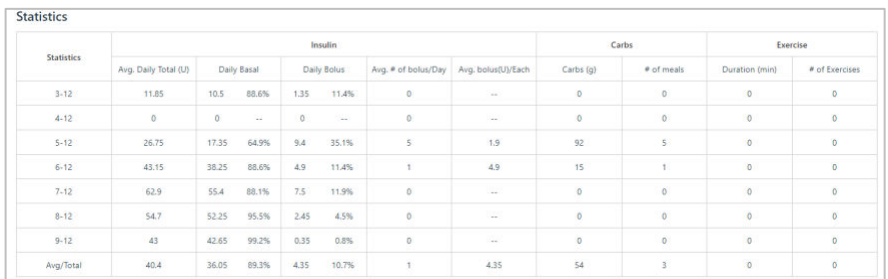 Statistics
Statistics Insulin Carbs Exercise
Avg. Daily Total (U) Daily Basal Daily Bolus Avg. # of bolus/Day Avg. bolus(U)/Each Carbs (g) # of meals Duration (min) # of Exercises
3-12 11.85 10.5 88.6% 1.35 11.4% 0 -- 0 0 0 0
4-12 0 0 -- 0 -- 0 -- 0 0 0 0
5-12 26.75 17.35 64.9% 9.4 35.1% 5 1.9 92 5 0 0
6-12 43.15 38.25 88.6% 4.9 11.4% 1 4.9 15 1 0 0
7-12 62.9 55.4 88.1% 7.5 11.9% 0 -- 0 0 0 0
8-12 54.7 52.25 95.5% 2.45 4.5% 0 -- 0 0 0 0
9-12 43 42.65 99.2% 0.35 0.8% 0 -- 0 0 0 0
Avg/Total 40.4 36.05 89.3% 4.35 10.7% 1 4.35 54 3 0 0